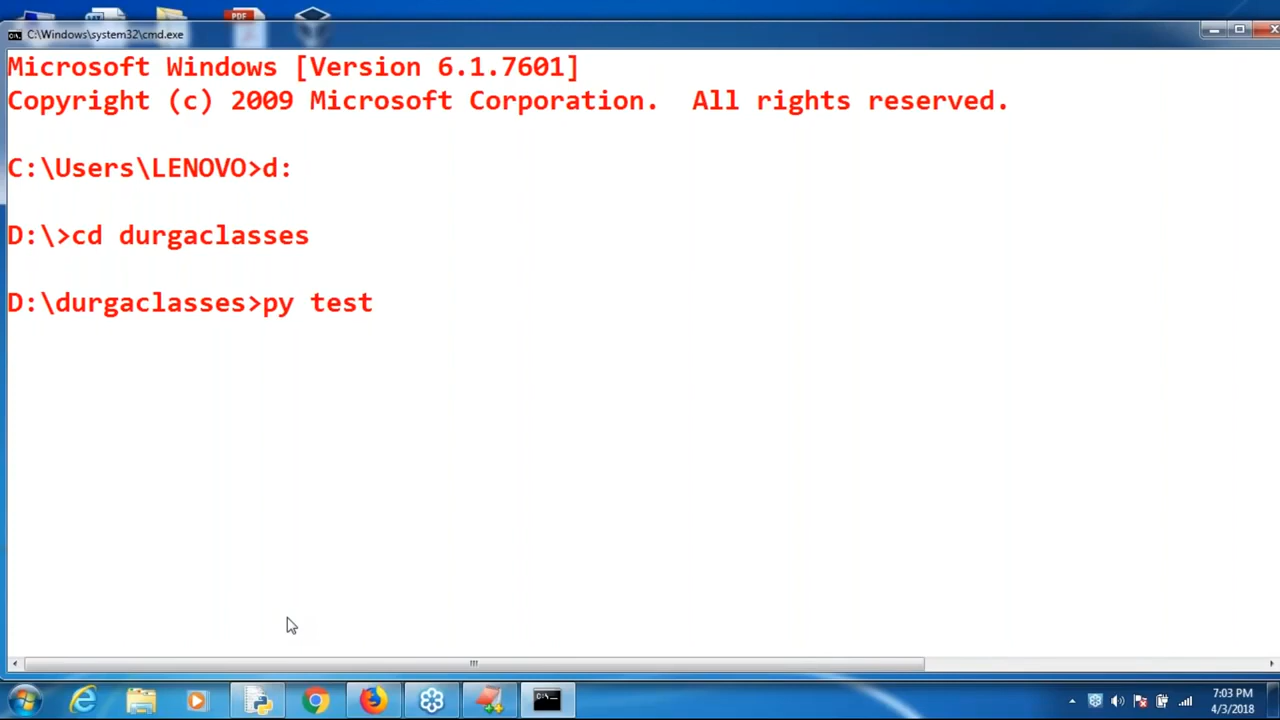 PDF
C:\Windows\system32\cmd.exe
Microsoft Windows [Version 6.1.7601]
Copyright (c) 2009 Microsoft Corporation.  All rights reserved.
C:\Users\LENOVO>d:
D:\>cd durgaclasses
D:\durgaclasses>py test
7:03 PM
4/3/2018